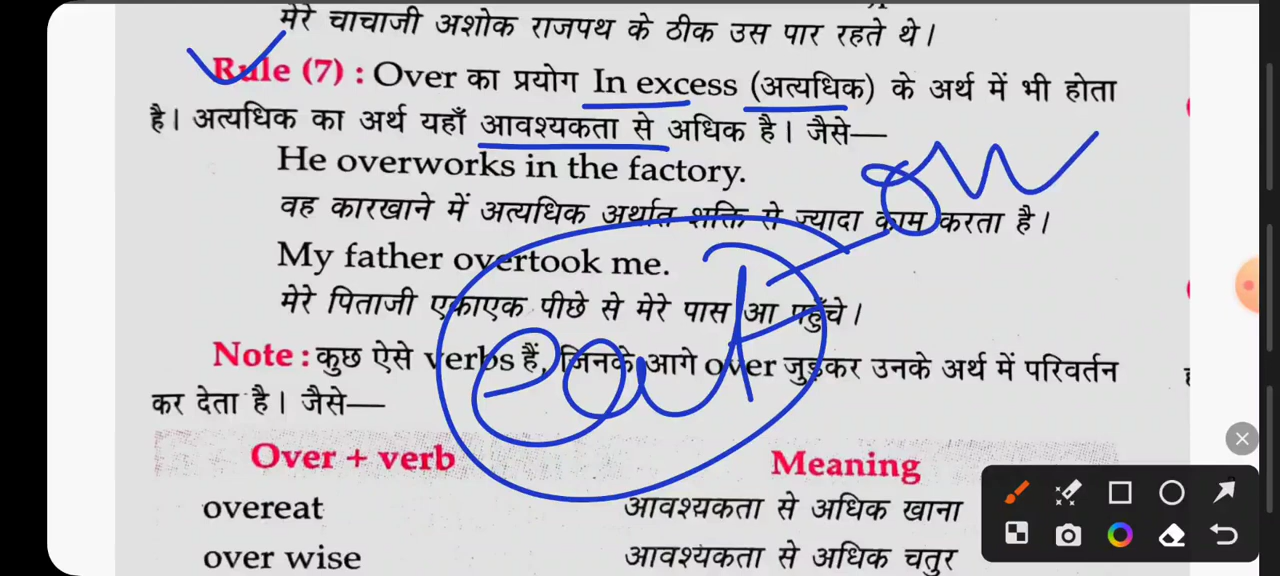 मेरे चाचाजी अशोक राजपथ के ठीक उस पार रहते थे।
Rule (7) : Over का प्रयोग In excess (अत्यधिक) के अर्थ में भी होता
है। अत्यधिक का अर्थ यहाँ आवश्यकता से अधिक है। जैसे—
He overworks in the factory.
वह कारखाने में अत्यधिक अर्थात शक्ति से ज्यादा काम करता है।
My father overtook me.
मेरे पिताजी एकाएक पीछे से मेरे पास आ पहुँचे।
Note : कुछ ऐसे verbs हैं, जिनके आगे over जुड़कर उनके अर्थ में परिवर्तन
कर देता है। जैसे—
eat
Over + verb Meaning
overeat आवश्यकता से अधिक खाना
over wise आवश्यकता से अधिक चतुर